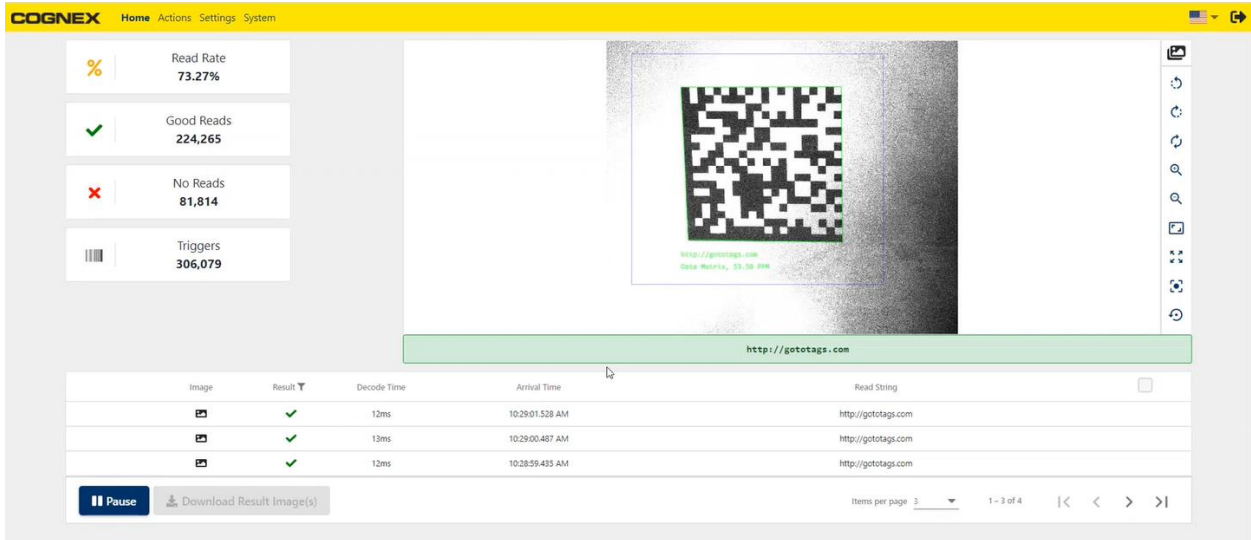 COGNEX Home Actions Settings System
Read Rate
73.27%
Good Reads
224,265
No Reads
81,814
Triggers
306,079
http://gototags.com
Data Matrix, 53.58 PPM
http://gototags.com
Image Result Decode Time Arrival Time Read String
12ms 10:29:01.528 AM http://gototags.com
13ms 10:29:00.487 AM http://gototags.com
12ms 10:28:59.435 AM http://gototags.com
Pause Download Result Image(s) Items per page 3 1 – 3 of 4